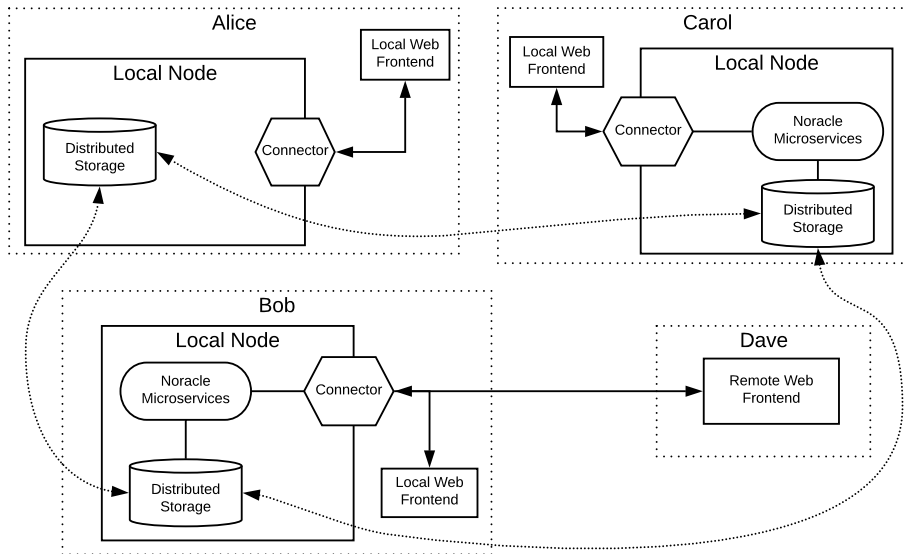 Alice
Local Node
Local Web
Frontend
Distributed
Storage
Connector
Carol
Local Web
Frontend
Local Node
Connector
Noracle
Microservices
Distributed
Storage
Bob
Local Node
Noracle
Microservices
Connector
Distributed
Storage
Local Web
Frontend
Dave
Remote Web
Frontend